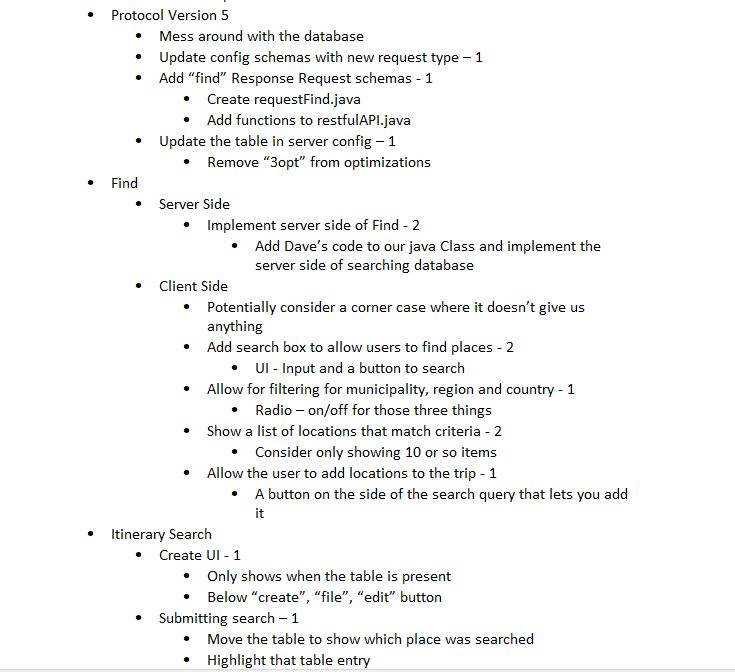 • Protocol Version 5
• Mess around with the database
• Update config schemas with new request type – 1
• Add “find” Response Request schemas - 1
• Create requestFind.java
• Add functions to restfulAPI.java
• Update the table in server config – 1
• Remove “3opt” from optimizations
• Find
• Server Side
• Implement server side of Find - 2
• Add Dave’s code to our java Class and implement the
server side of searching database
• Client Side
• Potentially consider a corner case where it doesn’t give us
anything
• Add search box to allow users to find places - 2
• UI - Input and a button to search
• Allow for filtering for municipality, region and country - 1
• Radio – on/off for those three things
• Show a list of locations that match criteria - 2
• Consider only showing 10 or so items
• Allow the user to add locations to the trip - 1
• A button on the side of the search query that lets you add
it
• Itinerary Search
• Create UI - 1
• Only shows when the table is present
• Below “create”, “file”, “edit” button
• Submitting search – 1
• Move the table to show which place was searched
• Highlight that table entry